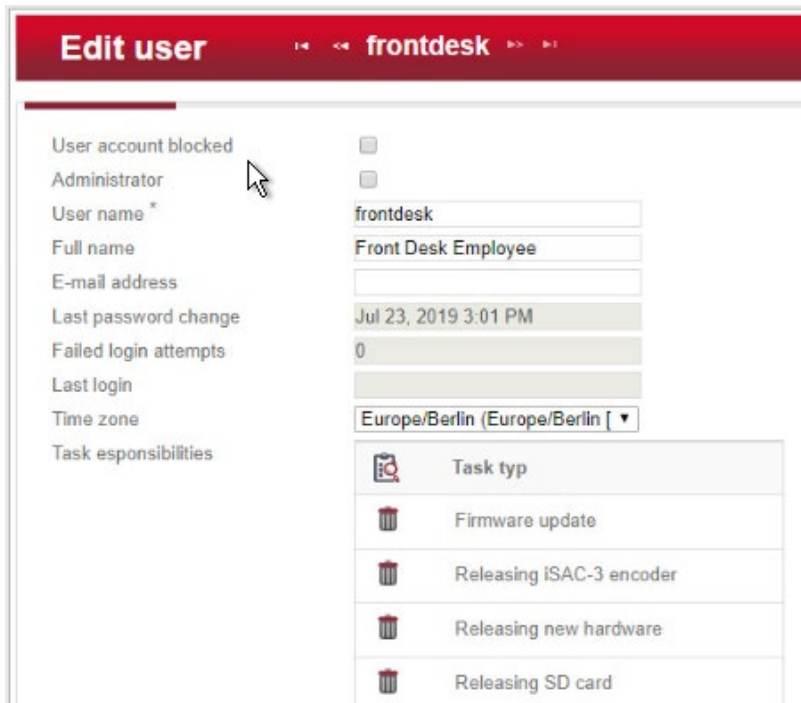 Edit user frontdesk
User account blocked
Administrator
User name * frontdesk
Full name Front Desk Employee
E-mail address
Last password change Jul 23, 2019 3:01 PM
Failed login attempts 0
Last login
Time zone Europe/Berlin (Europe/Berlin [
Task esponsibilities Task typ
Firmware update
Releasing iSAC-3 encoder
Releasing new hardware
Releasing SD card